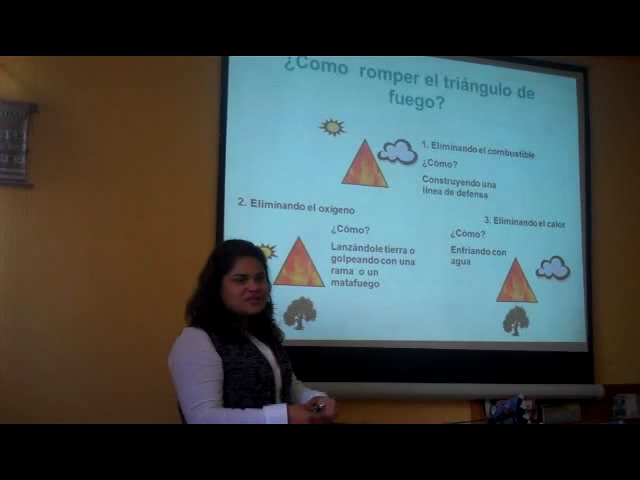 ¿Como romper el triángulo de
fuego?
1. Eliminando el combustible
¿Cómo?
Construyendo una
línea de defensa
2. Eliminando el oxígeno
¿Cómo?
Lanzándole tierra o
golpeando con una
rama o un
matafuego
3. Eliminando el calor
¿Cómo?
Enfriando con
agua